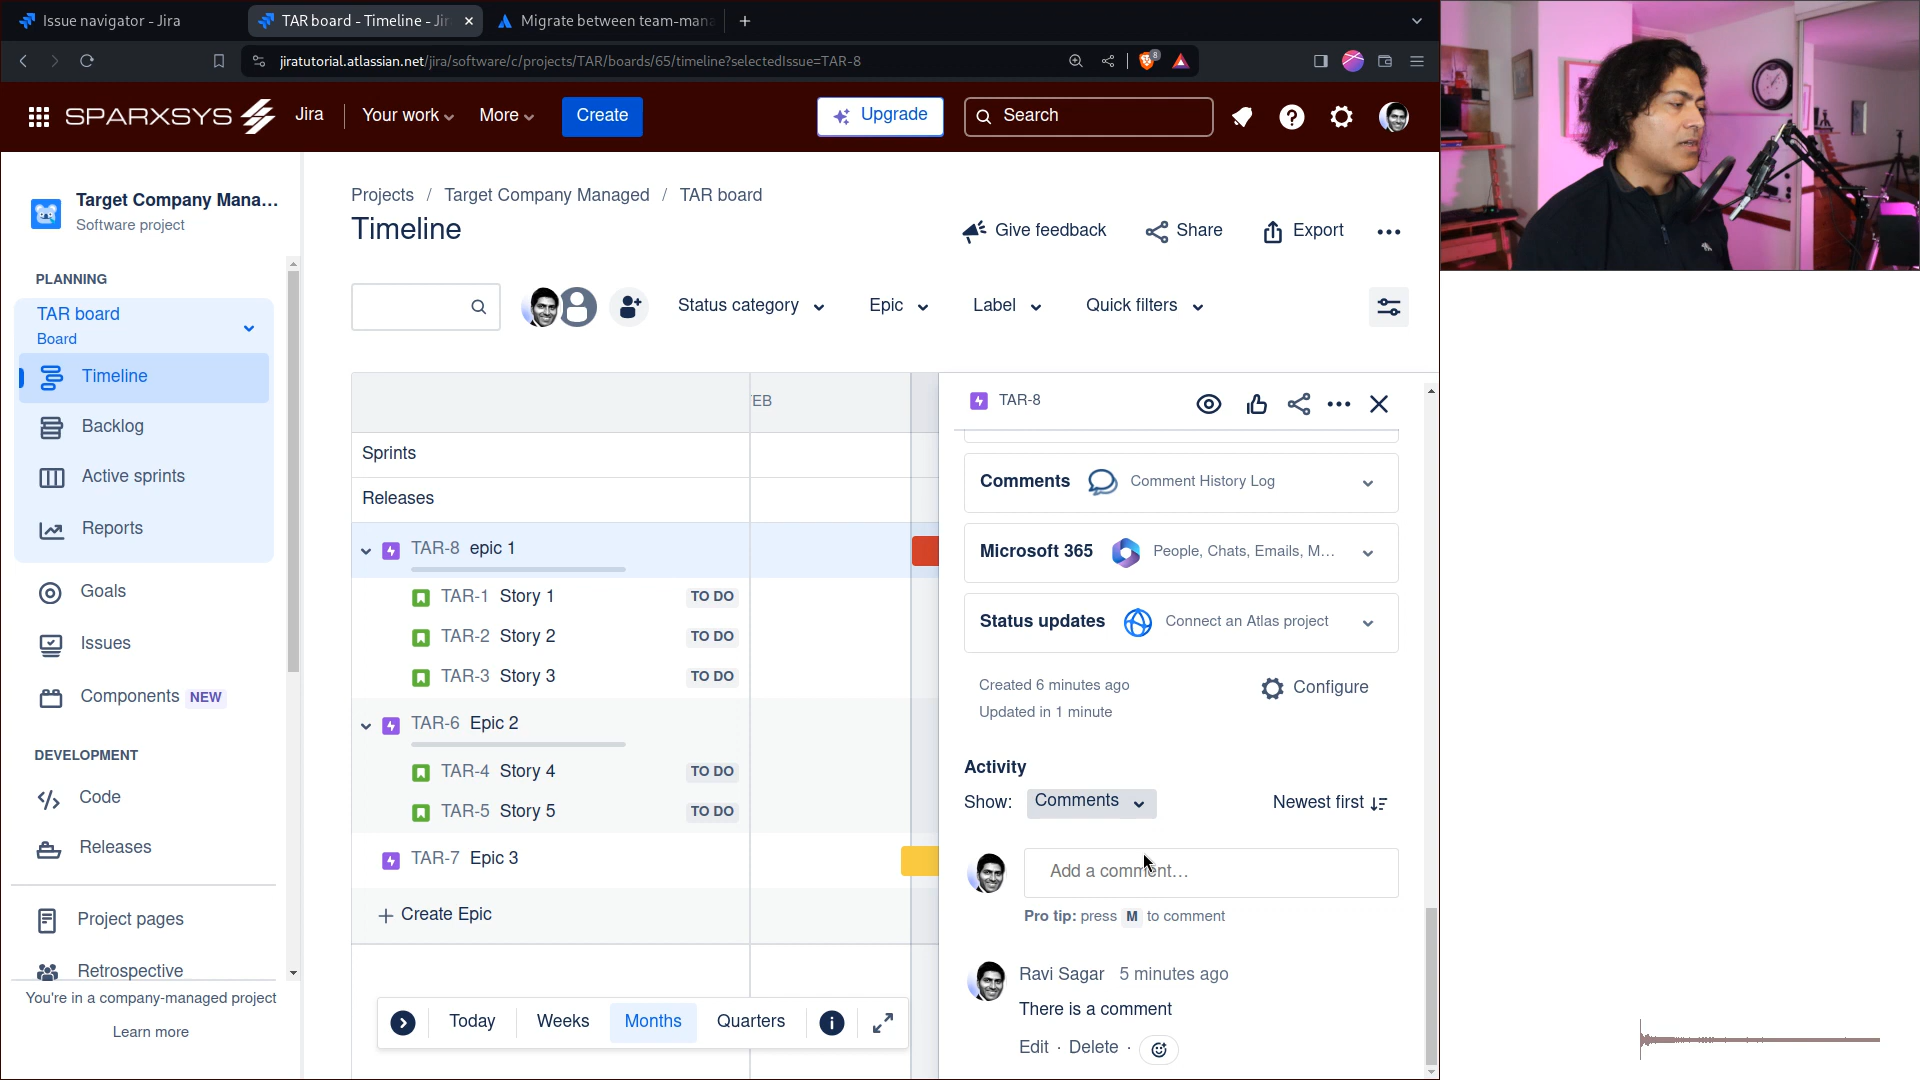 Issue navigator - Jira
TAR board - Timeline - Jir
Migrate between team-mana
jiratutorial.atlassian.net/jira/software/c/projects/TAR/boards/65/timeline?selectedIssue=TAR-8
8
SPARXSYS
Jira
Your work
More
Create
Upgrade
Search
Target Company Mana...
Software project
PLANNING
TAR board
Board
Timeline
Backlog
Active sprints
Reports
Goals
Issues
Components NEW
DEVELOPMENT
Code
Releases
Project pages
Retrospective
You're in a company-managed project
Learn more
Projects / Target Company Managed / TAR board
Timeline
Give feedback
Share
Export
Status category
Epic
Label
Quick filters
EB
Sprints
Releases
TAR-8 epic 1
TAR-1 Story 1 TO DO
TAR-2 Story 2 TO DO
TAR-3 Story 3 TO DO
TAR-6 Epic 2
TAR-4 Story 4 TO DO
TAR-5 Story 5 TO DO
TAR-7 Epic 3
+ Create Epic
Today
Weeks
Months
Quarters
TAR-8
Comments Comment History Log
Microsoft 365 People, Chats, Emails, M...
Status updates Connect an Atlas project
Created 6 minutes ago
Updated in 1 minute
Configure
Activity
Show: Comments
Newest first
Add a comment...
Pro tip: press M to comment
Ravi Sagar 5 minutes ago
There is a comment
Edit · Delete ·